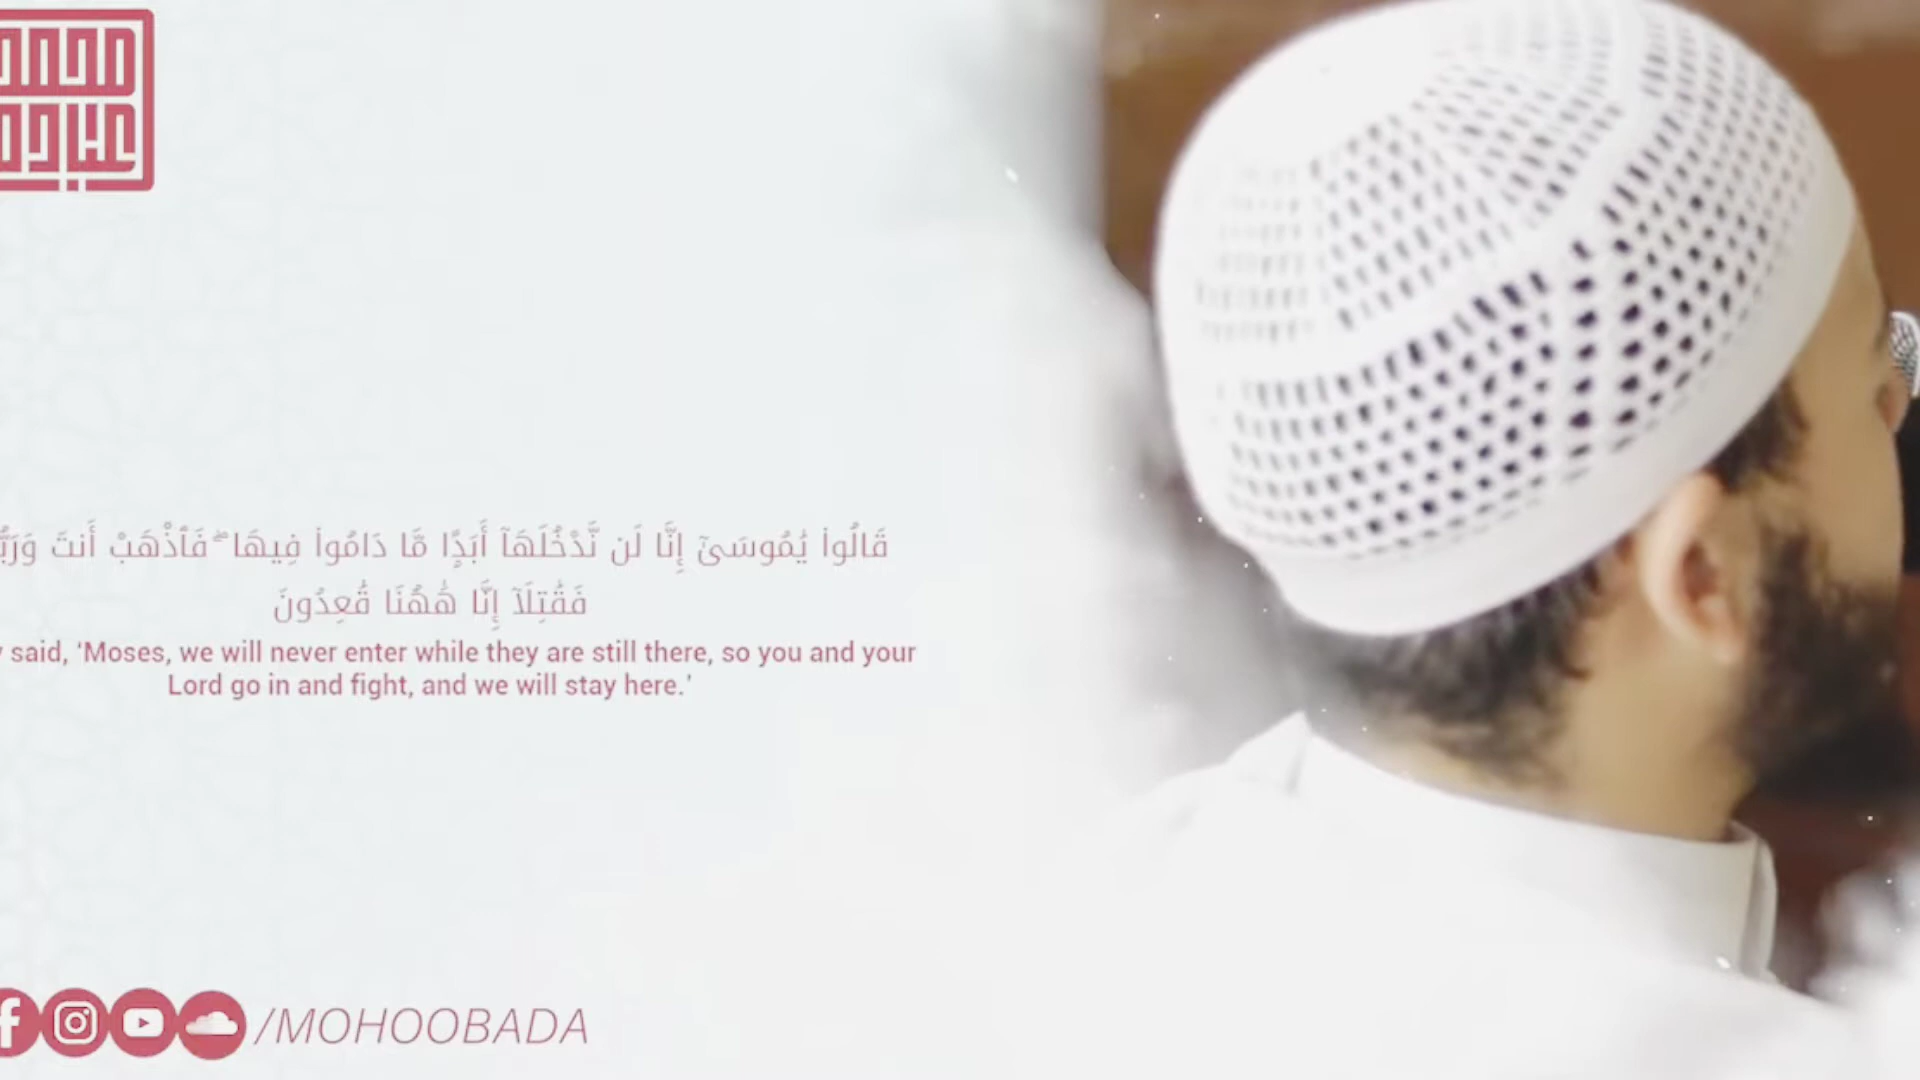 قَالُوا۟ يَٰمُوسَىٰٓ إِنَّا لَن نَّدْخُلَهَآ أَبَدًۭا مَّا دَامُوا۟ فِيهَا ۖ فَٱذْهَبْ أَنتَ
فَقَٰتِلَآ إِنَّا هَٰهُنَا قَٰعِدُونَ
said, ‘Moses, we will never enter while they are still there, so you and your
Lord go in and fight, and we will stay here.’
/MOHOOBADA